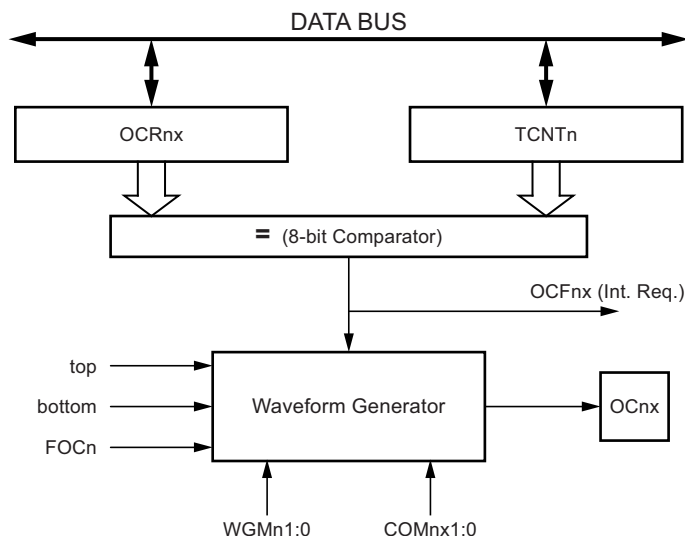 DATA BUS
OCRnx
TCNTn
= (8-bit Comparator)
OCFnx (Int. Req.)
top
bottom
FOCn
Waveform Generator
OCnx
WGMn1:0
COMnx1:0